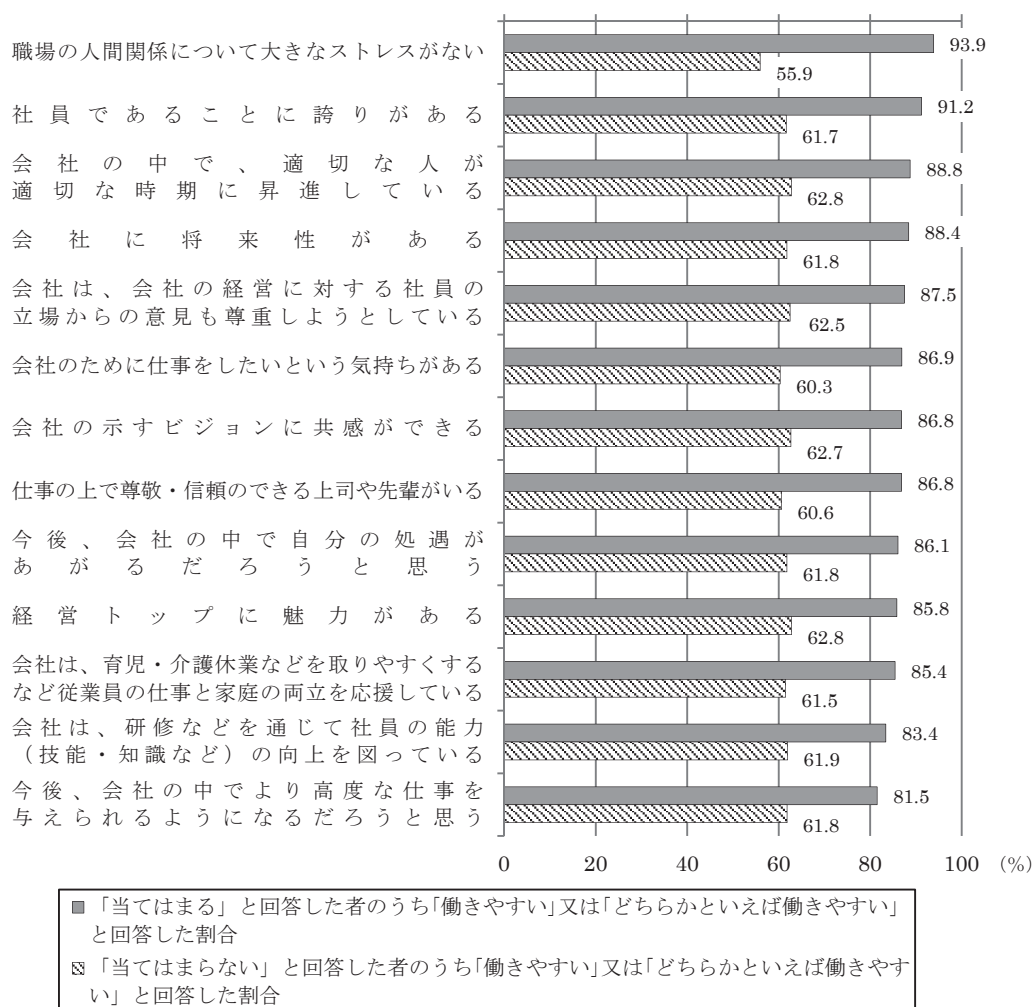 職場の人間関係について大きなストレスがない
93.9
55.9
社員であることに誇りがある
91.2
61.7
会社の中で、適切な人が
適切な時期に昇進している
88.8
62.8
会社に将来性がある
88.4
61.8
会社は、会社の経営に対する社員の
立場からの意見も尊重しようとしている
87.5
62.5
会社のために仕事をしたいという気持ちがある
86.9
60.3
会社の示すビジョンに共感ができる
86.8
62.7
仕事の上で尊敬・信頼のできる上司や先輩がいる
86.8
60.6
今後、会社の中で自分の処遇が
あがるだろうと思う
86.1
61.8
経営トップに魅力がある
85.8
62.8
会社は、育児・介護休業などを取りやすくする
など従業員の仕事と家庭の両立を応援している
85.4
61.5
会社は、研修などを通じて社員の能力
（技能・知識など）の向上を図っている
83.4
61.9
今後、会社の中でより高度な仕事を
与えられるようになるだろうと思う
81.5
61.8
0 20 40 60 80 100 (%)
「当てはまる」と回答した者のうち「働きやすい」又は「どちらかといえば働きやすい」
と回答した割合
「当てはまらない」と回答した者のうち「働きやすい」又は「どちらかといえば働きやす
い」と回答した割合